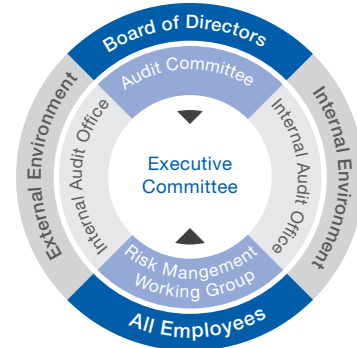 Board of Directors
Audit Committee
External Environment
Internal Audit Office
Executive
Committee
Internal Audit Office
Internal Environment
Risk Mangement
Working Group
All Employees